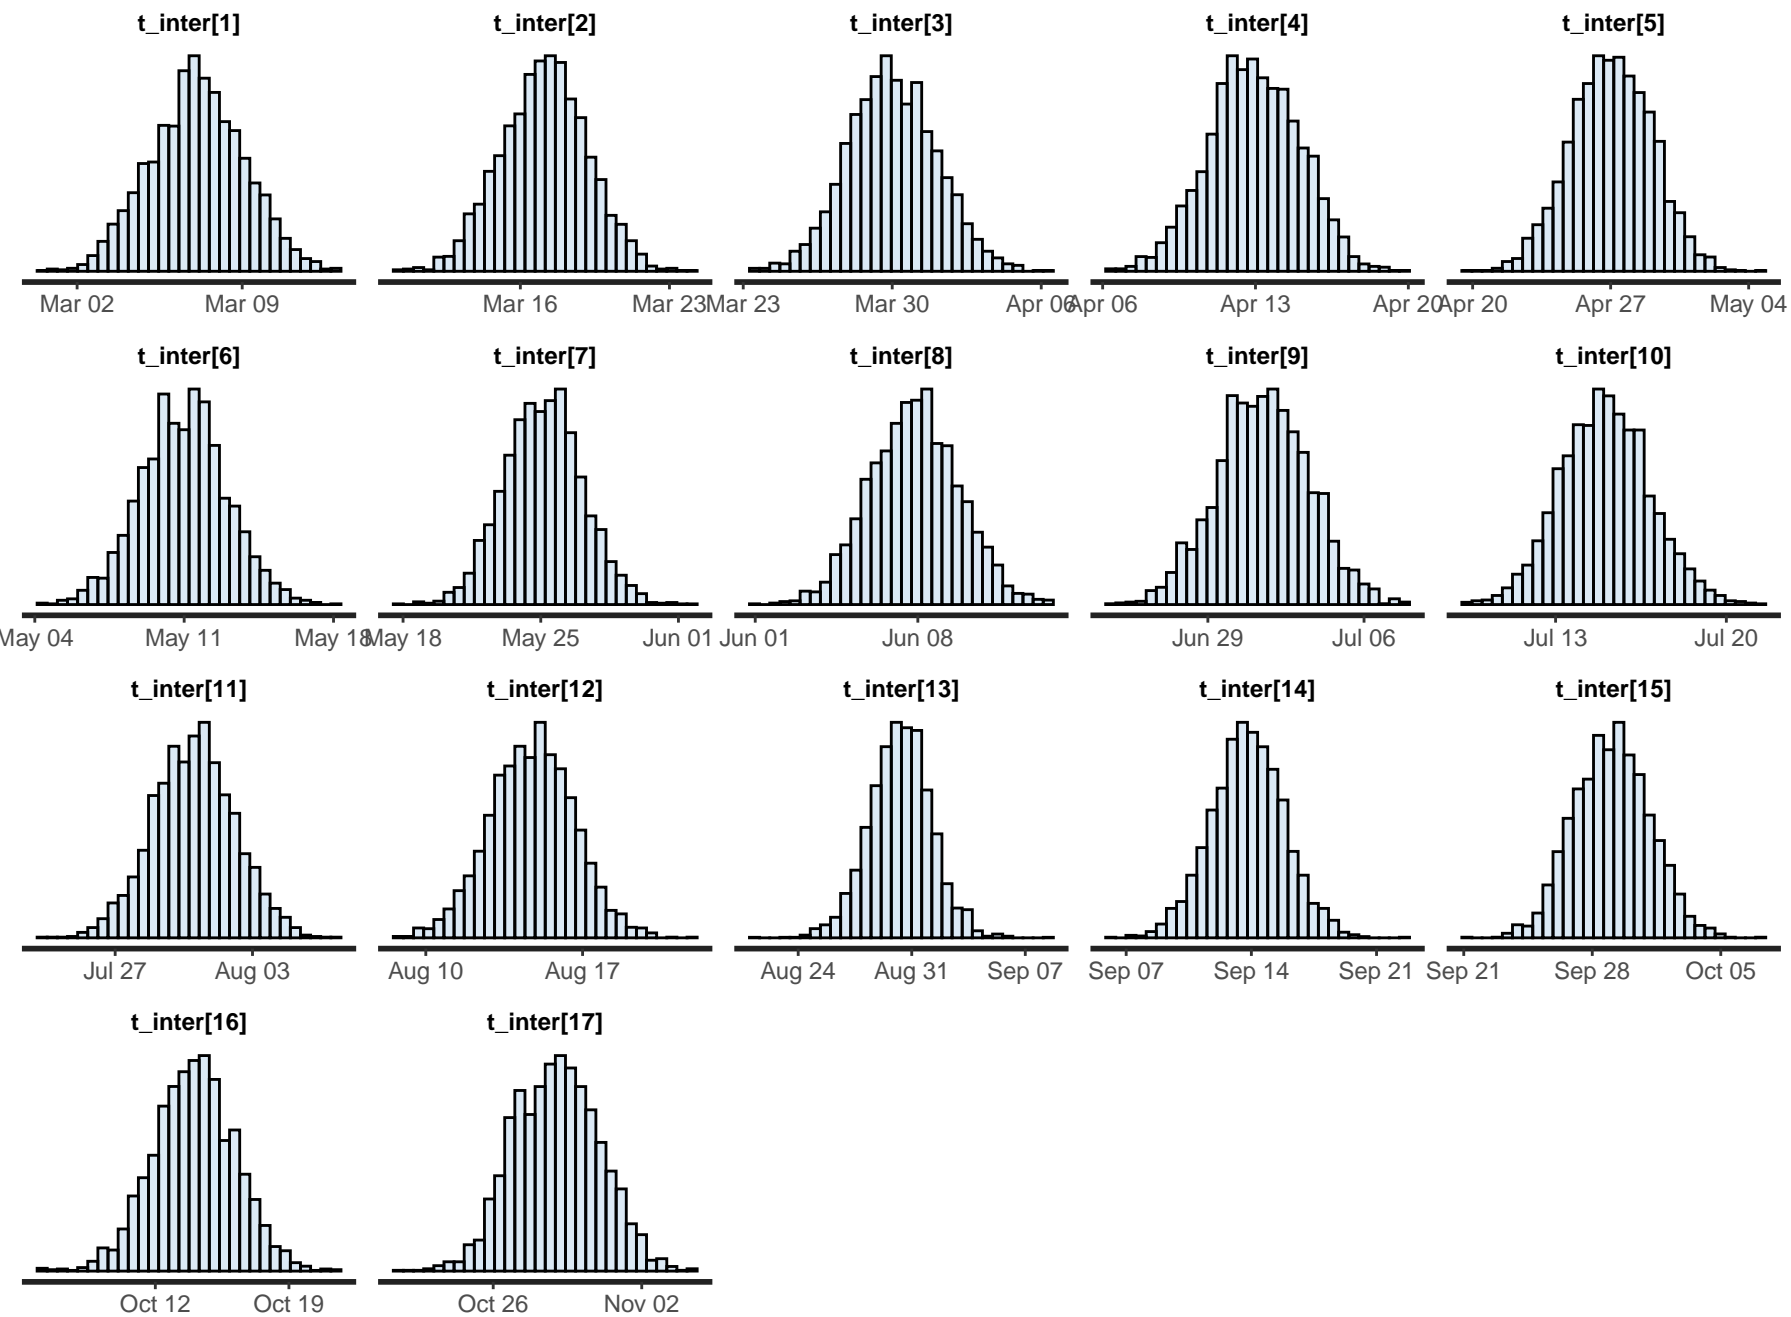 t_inter[1] t_inter[2] t_inter[3] t_inter[4] t_inter[5]
Mar 02 Mar 09 Mar 16 Mar 23 Mar 23 Mar 30 Apr 06 Apr 06 Apr 13 Apr 20 Apr 20 Apr 27 May 04
t_inter[6] t_inter[7] t_inter[8] t_inter[9] t_inter[10]
May 04 May 11 May 18 May 18 May 25 Jun 01 Jun 01 Jun 08 Jun 29 Jul 06 Jul 13 Jul 20
t_inter[11] t_inter[12] t_inter[13] t_inter[14] t_inter[15]
Jul 27 Aug 03 Aug 10 Aug 17 Aug 24 Aug 31 Sep 07 Sep 07 Sep 14 Sep 21 Sep 21 Sep 28 Oct 05
t_inter[16] t_inter[17]
Oct 12 Oct 19 Oct 26 Nov 02